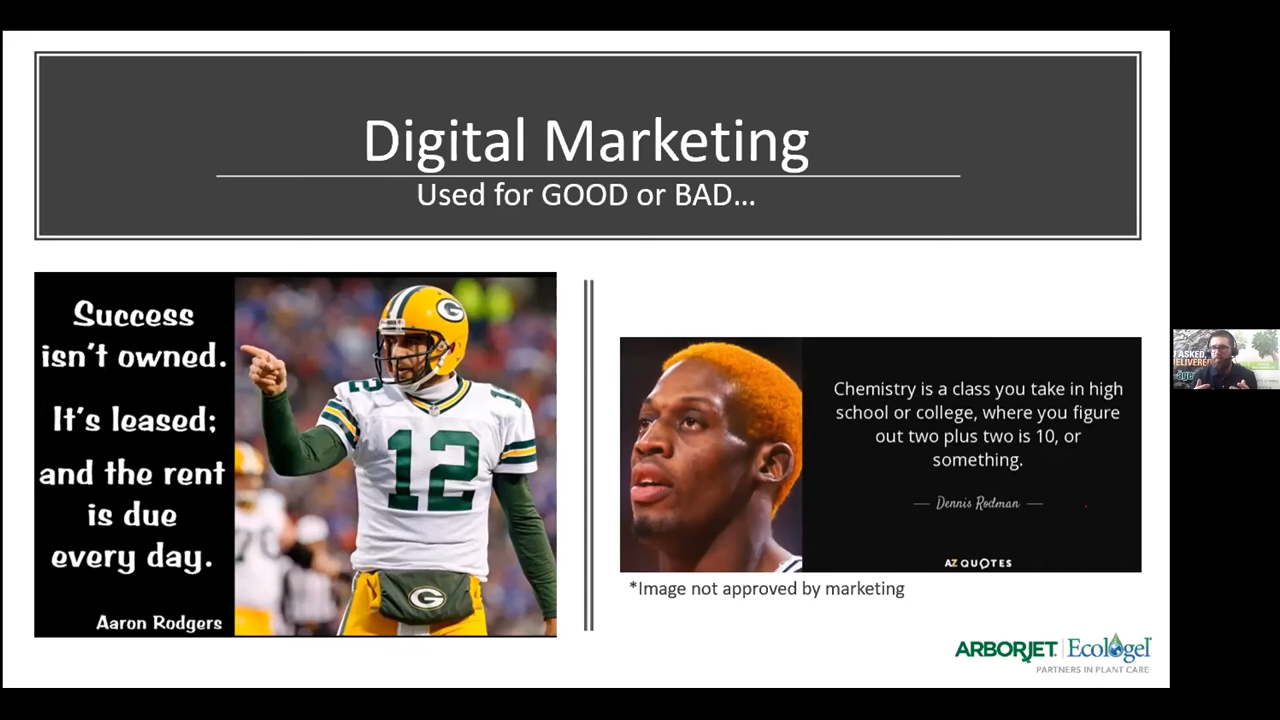 Digital Marketing
Used for GOOD or BAD...
Success
isn't owned.
It's leased;
and the rent
is due
every day.
Aaron Rodgers
G
12
G
Chemistry is a class you take in high
school or college, where you figure
out two plus two is 10, or
something.
Dennis Rodman
AZ QUOTES
*Image not approved by marketing
ARBORJET | Ecologel
PARTNERS IN PLANT CARE